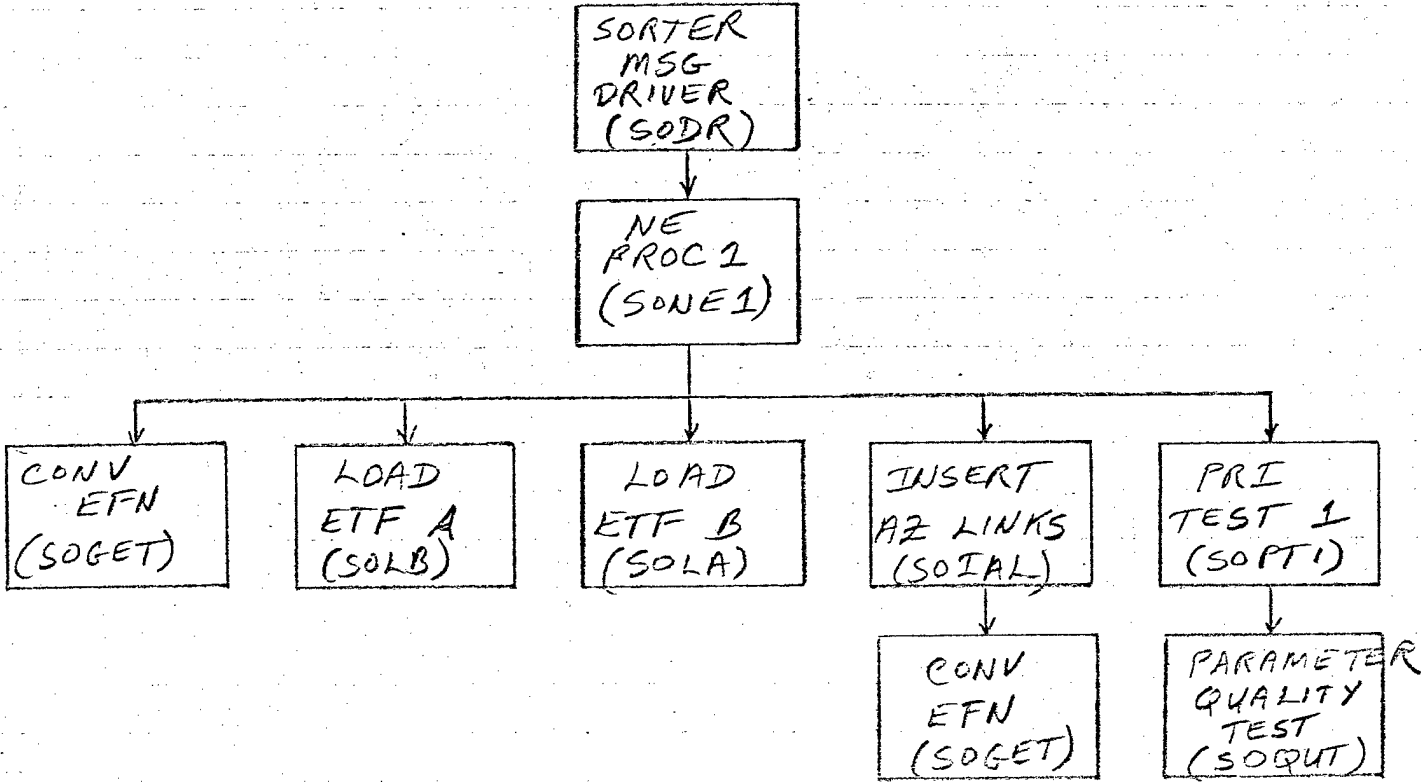 SORTER
MSG
DRIVER
(SODR)
NE
PROC 1
(SONE1)
CONV
EFN
(SOGET)
LOAD
ETF A
(SOLB)
LOAD
ETF B
(SOLA)
INSERT
AZ LINKS
(SOIAL)
PRI
TEST 1
(SOPT1)
CONV
EFN
(SOGET)
PARAMETER
QUALITY
TEST
(SOQUT)